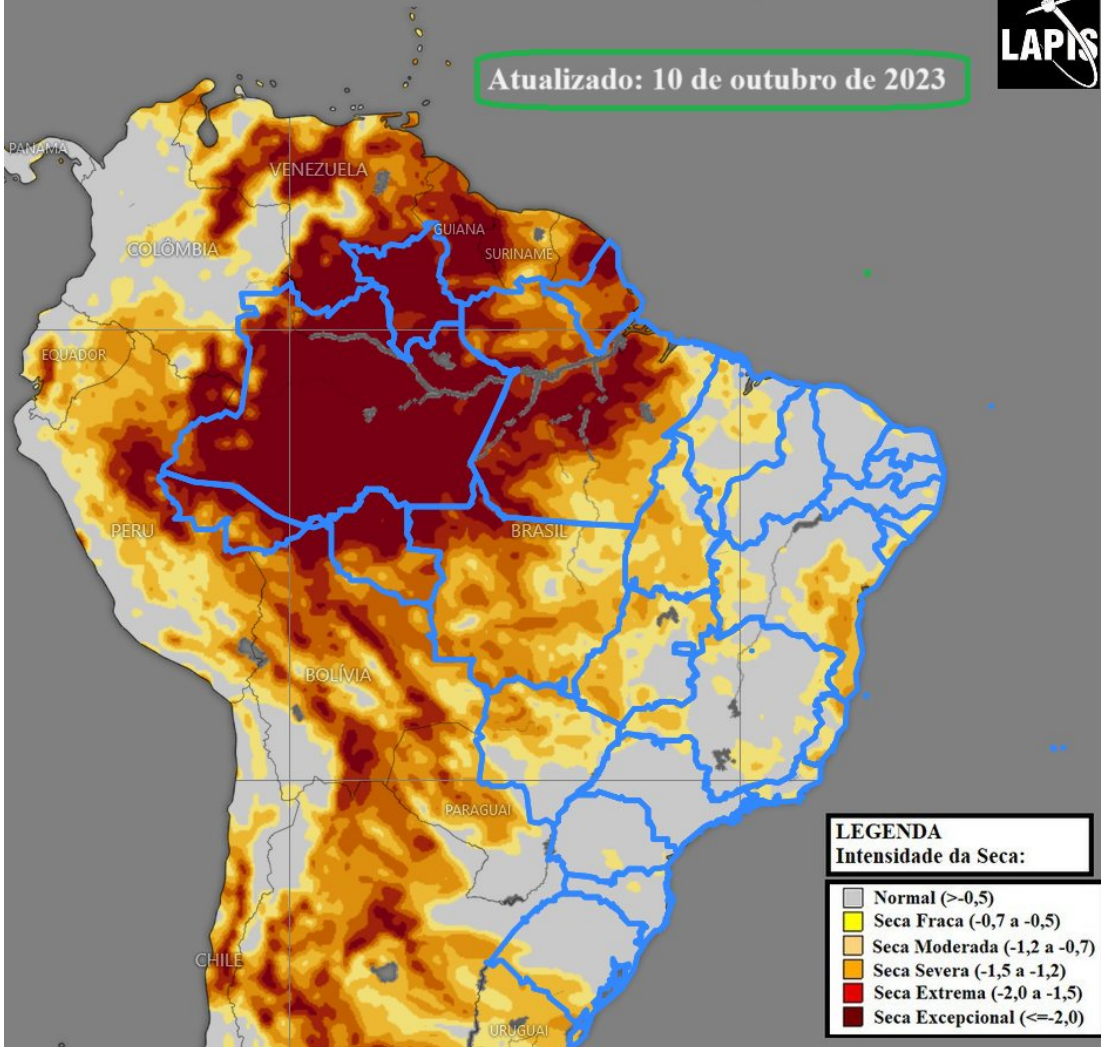 LAPIS
Atualizado: 10 de outubro de 2023
PANAMÁ
VENEZUELA
GUIANA
COLÔMBIA
SURINAME
EQUADOR
PERU
BRASIL
BOLÍVIA
PARAGUAI
CHILE
URUGUAI
LEGENDA
Intensidade da Seca:
Normal (>-0,5)
Seca Fraca (-0,7 a -0,5)
Seca Moderada (-1,2 a -0,7)
Seca Severa (-1,5 a -1,2)
Seca Extrema (-2,0 a -1,5)
Seca Excepcional (<=-2,0)